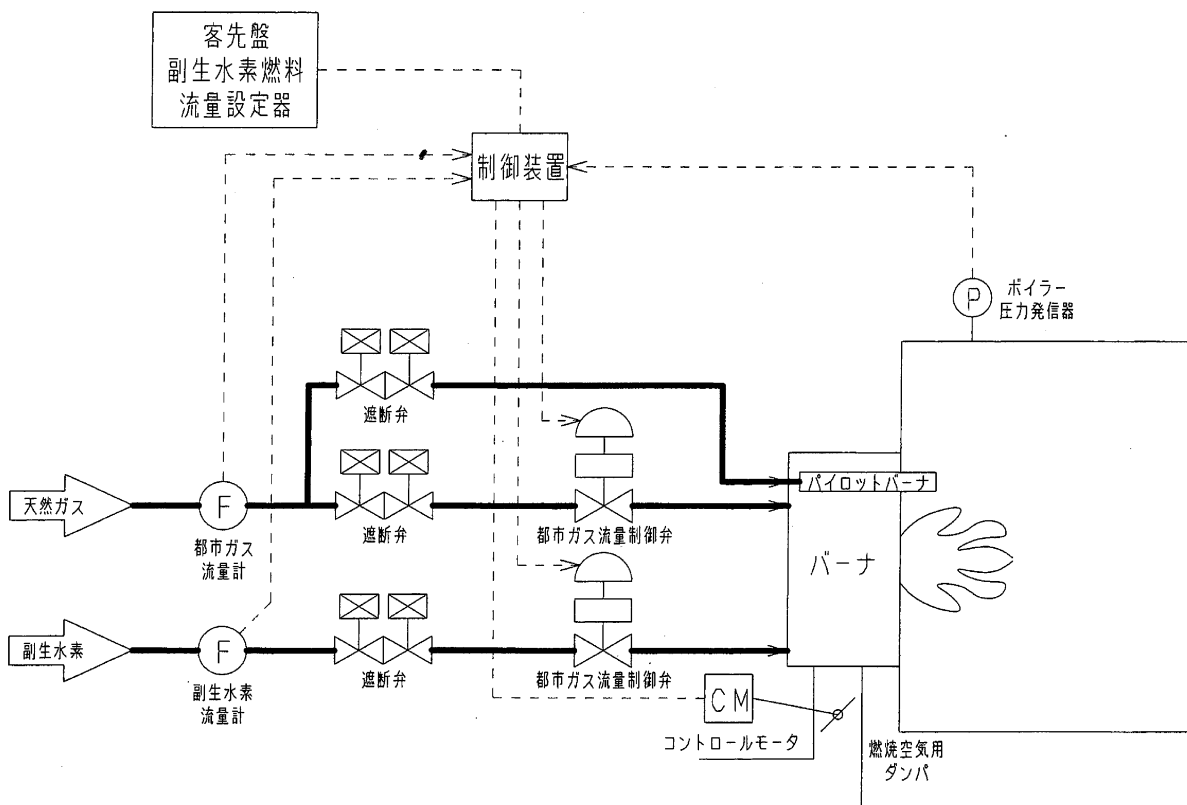 客先盤
副生水素燃料
流量設定器
制御装置
P
ボイラー
圧力発信器
遮断弁
パイロットバーナ
天然ガス
F
都市ガス
流量計
遮断弁
都市ガス流量制御弁
バーナ
副生水素
F
副生水素
流量計
遮断弁
都市ガス流量制御弁
CM
コントロールモータ
燃焼空気用
ダンパ